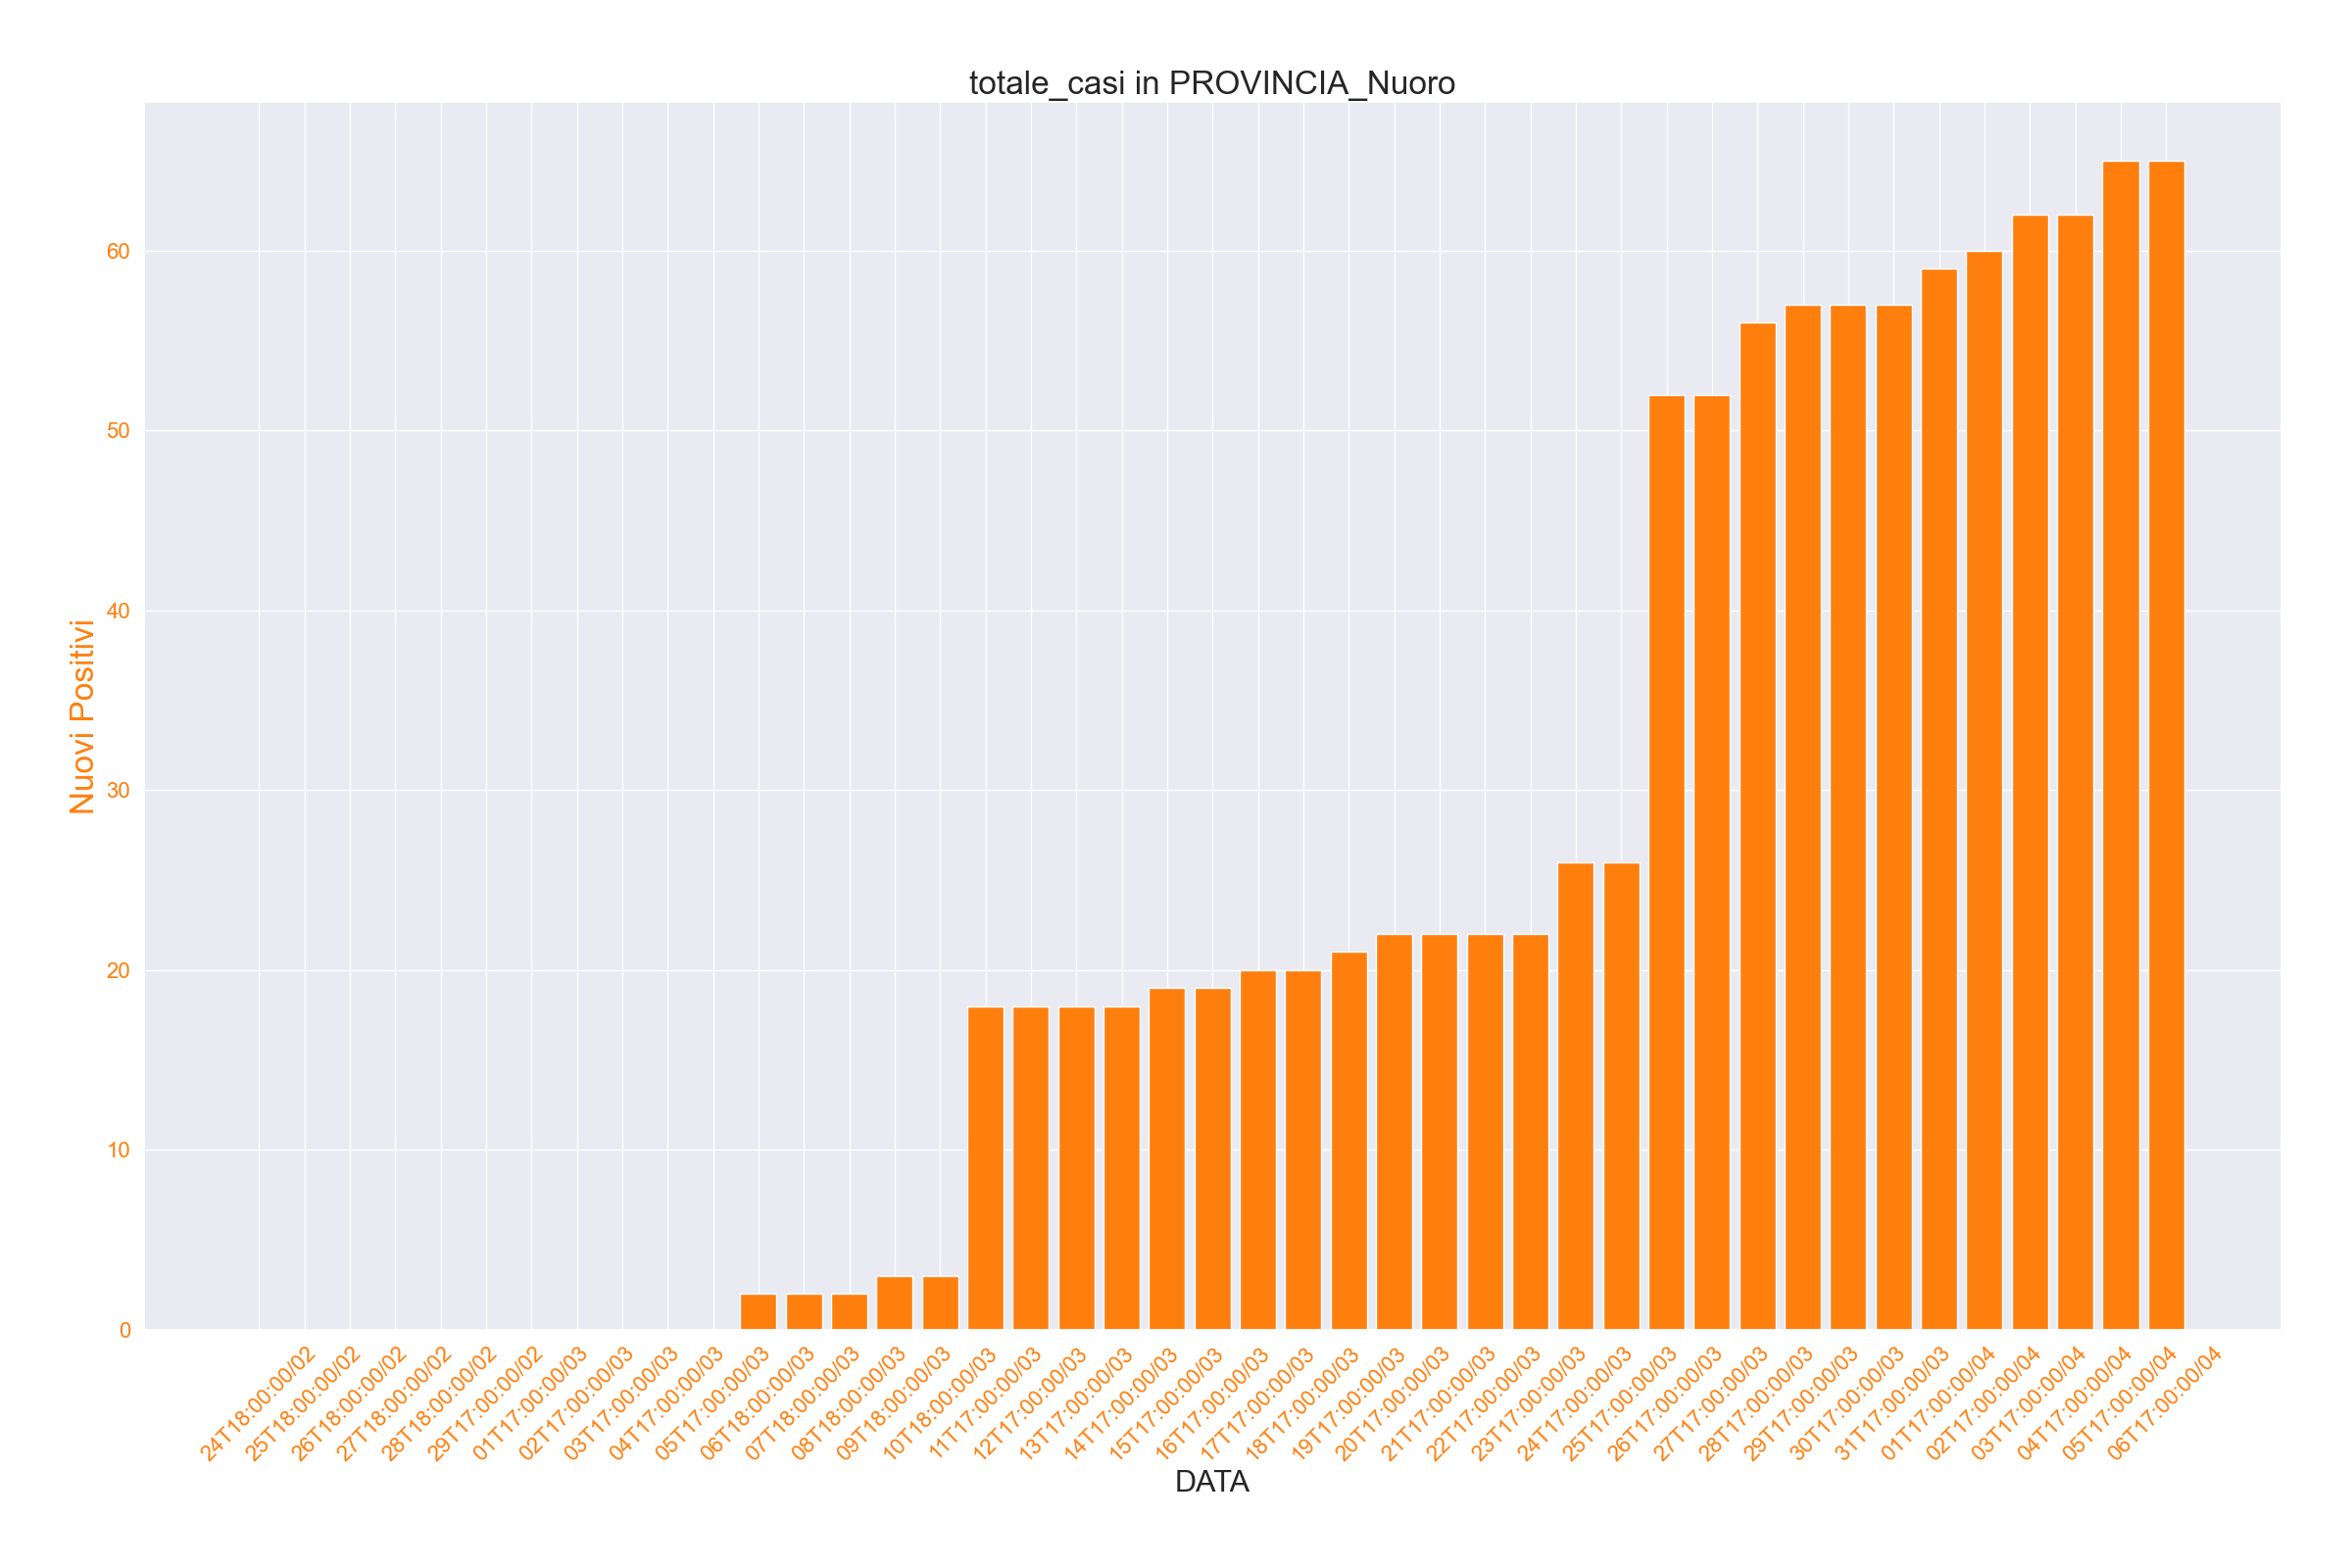 totale_casi in PROVINCIA_Nuoro
Nuovi Positivi
60
50
40
30
20
10
0
24T18:00:00/02
25T18:00:00/02
26T18:00:00/02
27T18:00:00/02
28T18:00:00/02
29T17:00:00/02
01T17:00:00/03
02T17:00:00/03
03T17:00:00/03
04T17:00:00/03
05T17:00:00/03
06T18:00:00/03
07T18:00:00/03
08T18:00:00/03
09T18:00:00/03
10T18:00:00/03
11T17:00:00/03
12T17:00:00/03
13T17:00:00/03
14T17:00:00/03
15T17:00:00/03
16T17:00:00/03
17T17:00:00/03
18T17:00:00/03
19T17:00:00/03
20T17:00:00/03
21T17:00:00/03
22T17:00:00/03
23T17:00:00/03
24T17:00:00/03
25T17:00:00/03
26T17:00:00/03
27T17:00:00/03
28T17:00:00/03
29T17:00:00/03
30T17:00:00/03
31T17:00:00/03
01T17:00:00/04
02T17:00:00/04
03T17:00:00/04
04T17:00:00/04
05T17:00:00/04
06T17:00:00/04
DATA